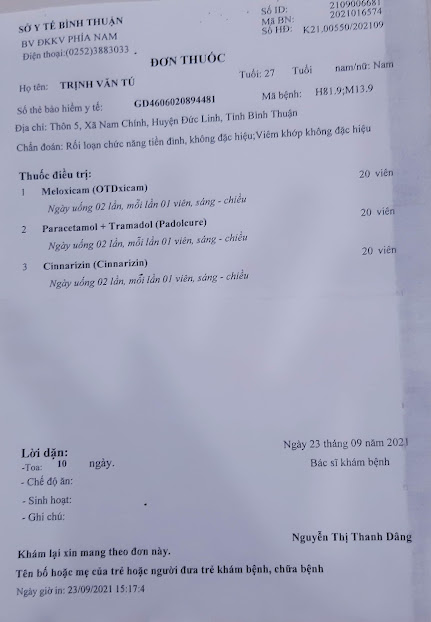 SỞ Y TẾ BÌNH THUẬN
BV ĐKKV PHÍA NAM
Điện thoại:(0252)3883033
Số ID: 2109006681
Mã BN: 2021016574
Số HĐ: K21.00550/202109
ĐƠN THUỐC
Họ tên: TRỊNH VĂN TÚ Tuổi: 27 Tuổi nam/nữ: Nam
Số thẻ bảo hiểm y tế: GD4606020894481 Mã bệnh: H81.9;M13.9
Địa chỉ: Thôn 5, Xã Nam Chính, Huyện Đức Linh, Tỉnh Bình Thuận
Chẩn đoán: Rối loạn chức năng tiền đình, không đặc hiệu;Viêm khớp không đặc hiệu
Thuốc điều trị:
1 Meloxicam (OTDxicam) 20 viên
Ngày uống 02 lần, mỗi lần 01 viên, sáng - chiều
2 Paracetamol + Tramadol (Padolcure) 20 viên
Ngày uống 02 lần, mỗi lần 01 viên, sáng - chiều
3 Cinnarizin (Cinnarizin) 20 viên
Ngày uống 02 lần, mỗi lần 01 viên, sáng - chiều
Ngày 23 tháng 09 năm 2021
Lời dặn: Bác sĩ khám bệnh
-Toa: 10 ngày.
- Chế độ ăn:
- Sinh hoạt:
- Ghi chú:
Nguyễn Thị Thanh Dâng
Khám lại xin mang theo đơn này.
Tên bố hoặc mẹ của trẻ hoặc người đưa trẻ khám bệnh, chữa bệnh
Ngày giờ in: 23/09/2021 15:17:4